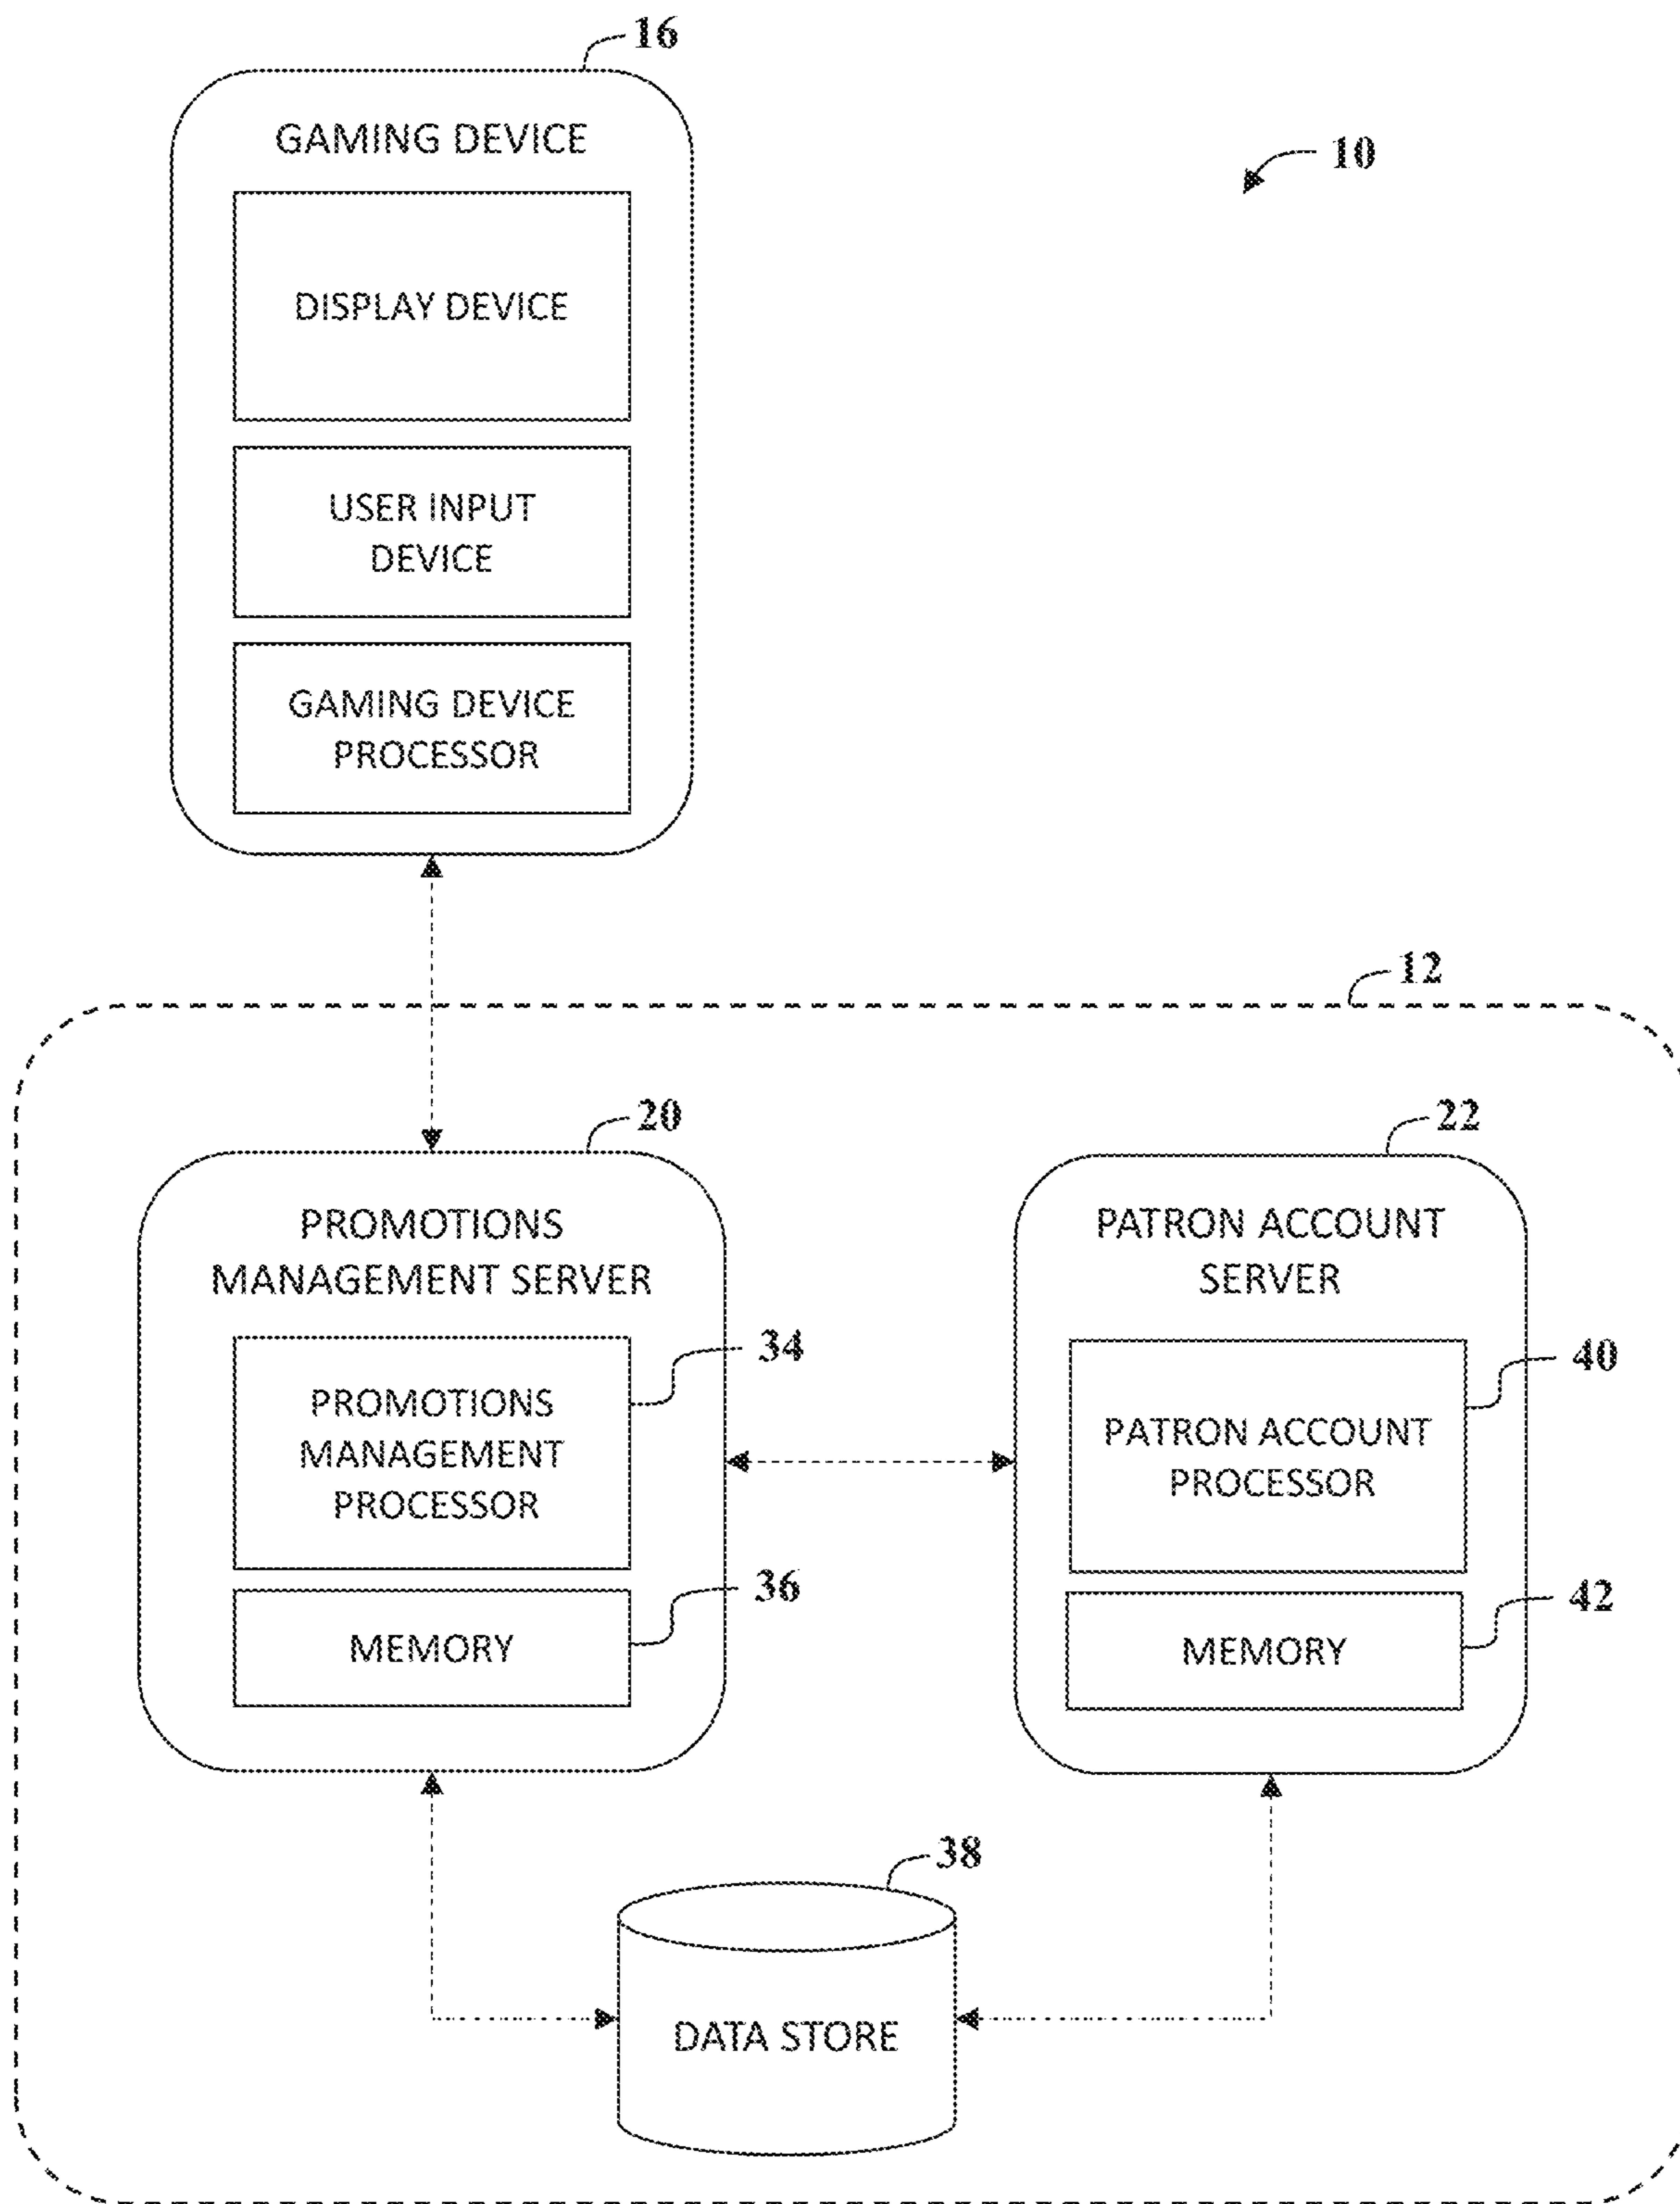 16
GAMING DEVICE
10
DISPLAY DEVICE
USER INPUT
DEVICE
GAMING DEVICE
PROCESSOR
12
20
22
PROMOTIONS
MANAGEMENT SERVER
PATRON ACCOUNT
SERVER
34
PROMOTIONS
MANAGEMENT
PROCESSOR
40
PATRON ACCOUNT
PROCESSOR
36
MEMORY
42
MEMORY
38
DATA STORE